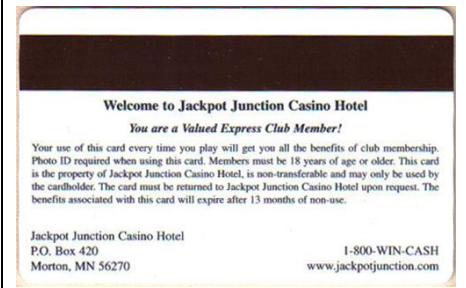 Welcome to Jackpot Junction Casino Hotel
You are a Valued Express Club Member!
Your use of this card every time you play will get you all the benefits of club membership.
Photo ID required when using this card. Members must be 18 years of age or older. This card
is the property of Jackpot Junction Casino Hotel, is non-transferable and may only be used by
the cardholder. The card must be returned to Jackpot Junction Casino Hotel upon request. The
benefits associated with this card will expire after 13 months of non-use.
Jackpot Junction Casino Hotel
P.O. Box 420 1-800-WIN-CASH
Morton, MN 56270 www.jackpotjunction.com